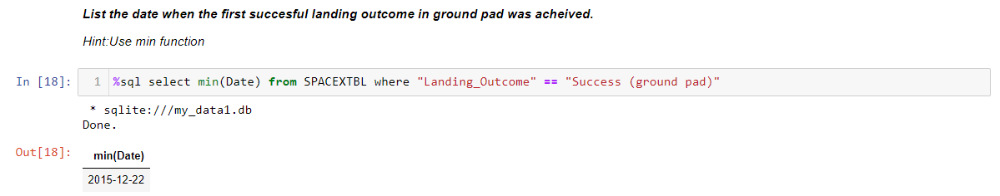 List the date when the first succesful landing outcome in ground pad was acheived.
Hint:Use min function
In [18]: 1 %sql select min(Date) from SPACEXTBL where "Landing_Outcome" == "Success (ground pad)"
* sqlite:///my_data1.db
Done.
Out[18]: min(Date)
2015-12-22